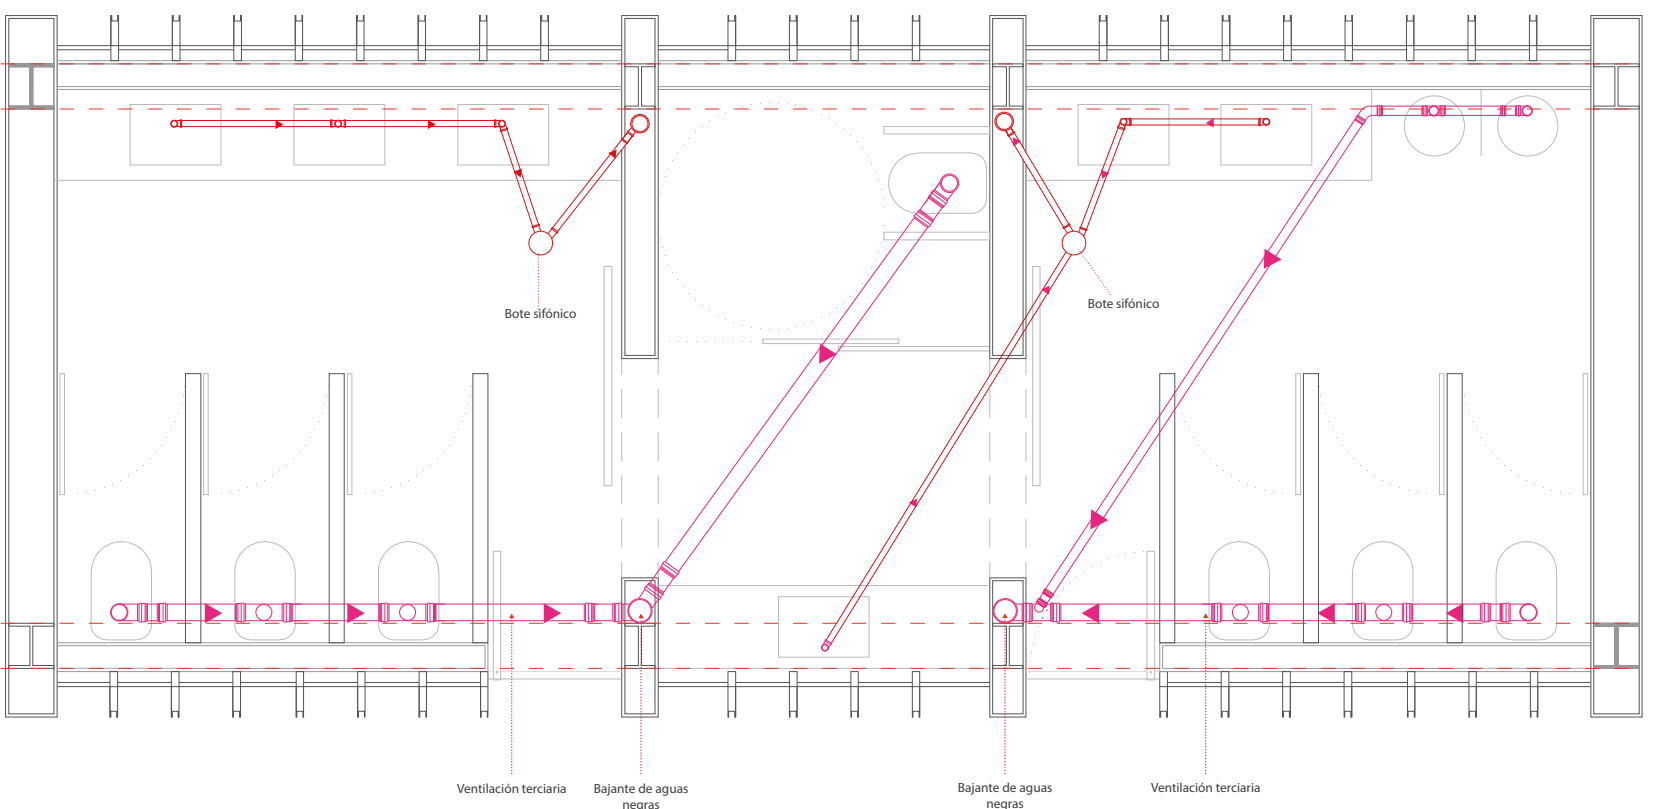 Bote sifónico
Bote sifónico
Ventilación terciaria
Bajante de aguas
negras
Bajante de aguas
negras
Ventilación terciaria